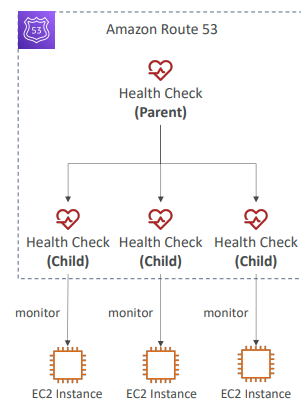 53
Amazon Route 53
Health Check
(Parent)
Health Check Health Check Health Check
(Child) (Child) (Child)
monitor monitor monitor
EC2 Instance EC2 Instance EC2 Instance